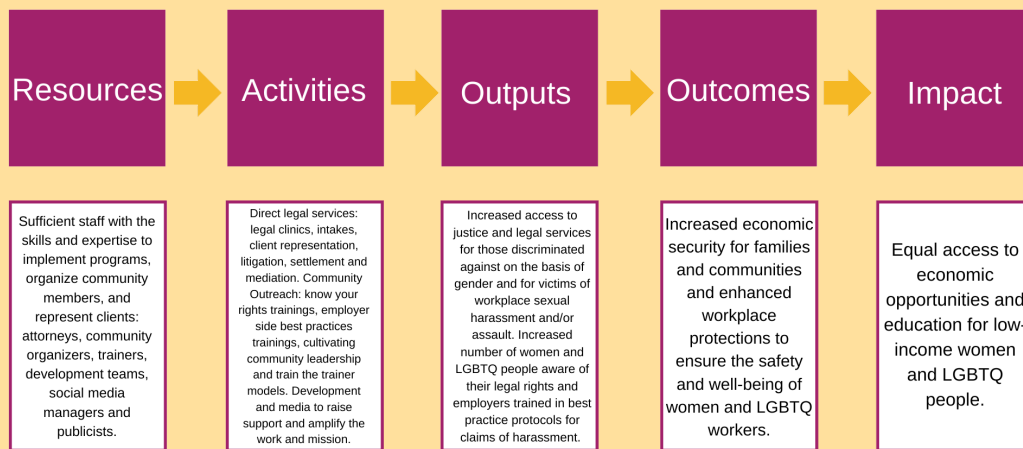 Resources
Activities
Outputs
Outcomes
Impact
Sufficient staff with the
skills and expertise to
implement programs,
organize community
members, and
represent clients:
attorneys, community
organizers, trainers,
development teams,
social media
managers and
publicists.
Direct legal services:
legal clinics, intakes,
client representation,
litigation, settlement and
mediation. Community
Outreach: know your
rights trainings, employer
side best practices
trainings, cultivating
community leadership
and train the trainer
models. Development
and media to raise
support and amplify the
work and mission.
Increased access to
justice and legal services
for those discriminated
against on the basis of
gender and for victims of
workplace sexual
harassment and/or
assault. Increased
number of women and
LGBTQ people aware of
their legal rights and
employers trained in best
practice protocols for
claims of harassment.
Increased economic
security for families
and communities
and enhanced
workplace
protections to
ensure the safety
and well-being of
women and LGBTQ
workers.
Equal access to
economic
opportunities and
education for low-
income women
and LGBTQ
people.